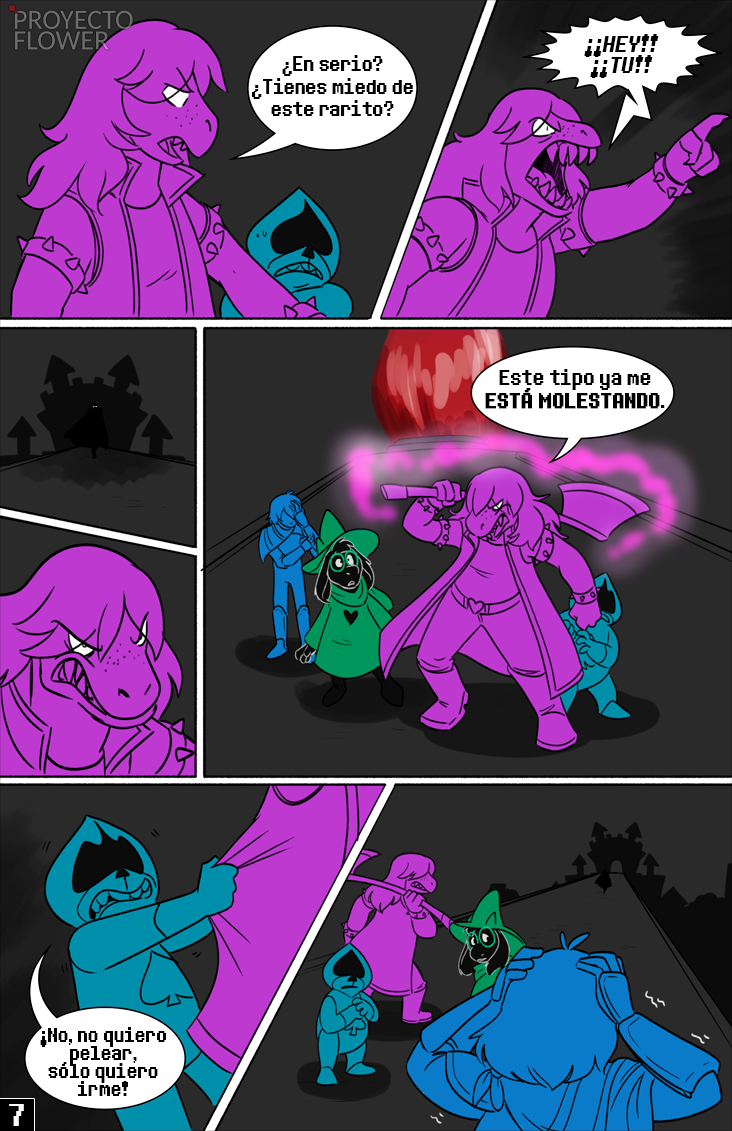 PROYECTO
FLOWER
¿En serio?
¿Tienes miedo de
este rarito?
¡¡HEY!!
¡¡TU!!
Este tipo ya me
ESTÁ MOLESTANDO.
¡No, no quiero
pelear,
sólo quiero
irme!
7